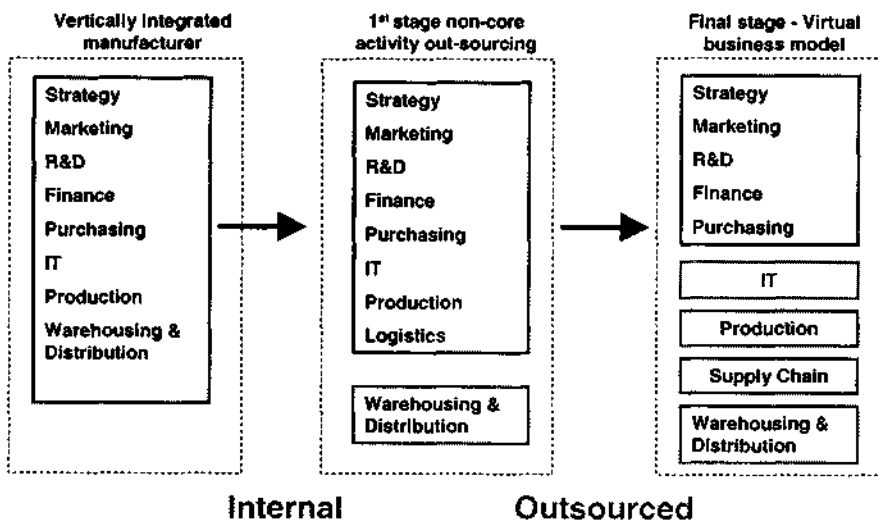 Vertically Integrated
manufacturer
Strategy
Marketing
R&D
Finance
Purchasing
IT
Production
Warehousing &
Distribution
1st stage non-core
activity out-sourcing
Strategy
Marketing
R&D
Finance
Purchasing
IT
Production
Logistics
Warehousing &
Distribution
Final stage - Virtual
business model
Strategy
Marketing
R&D
Finance
Purchasing
IT
Production
Supply Chain
Warehousing &
Distribution
Internal
Outsourced